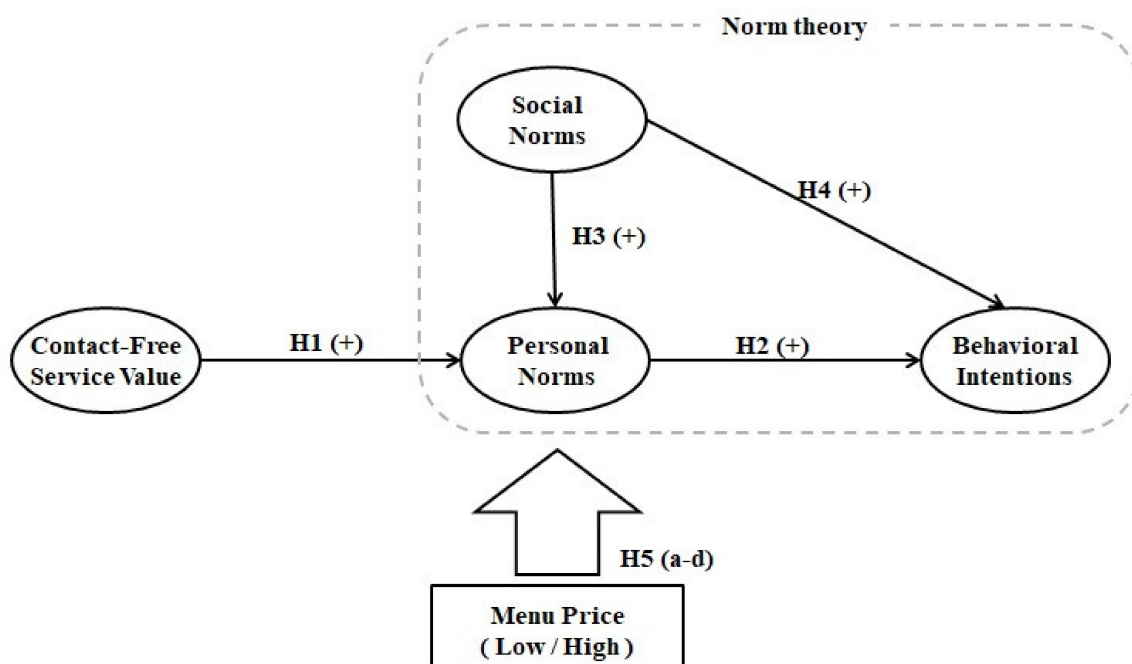 Norm theory
Social
Norms
H4 (+)
H3 (+)
Contact-Free
Service Value
H1 (+)
Personal
Norms
H2 (+)
Behavioral
Intentions
H5 (a-d)
Menu Price
( Low / High )